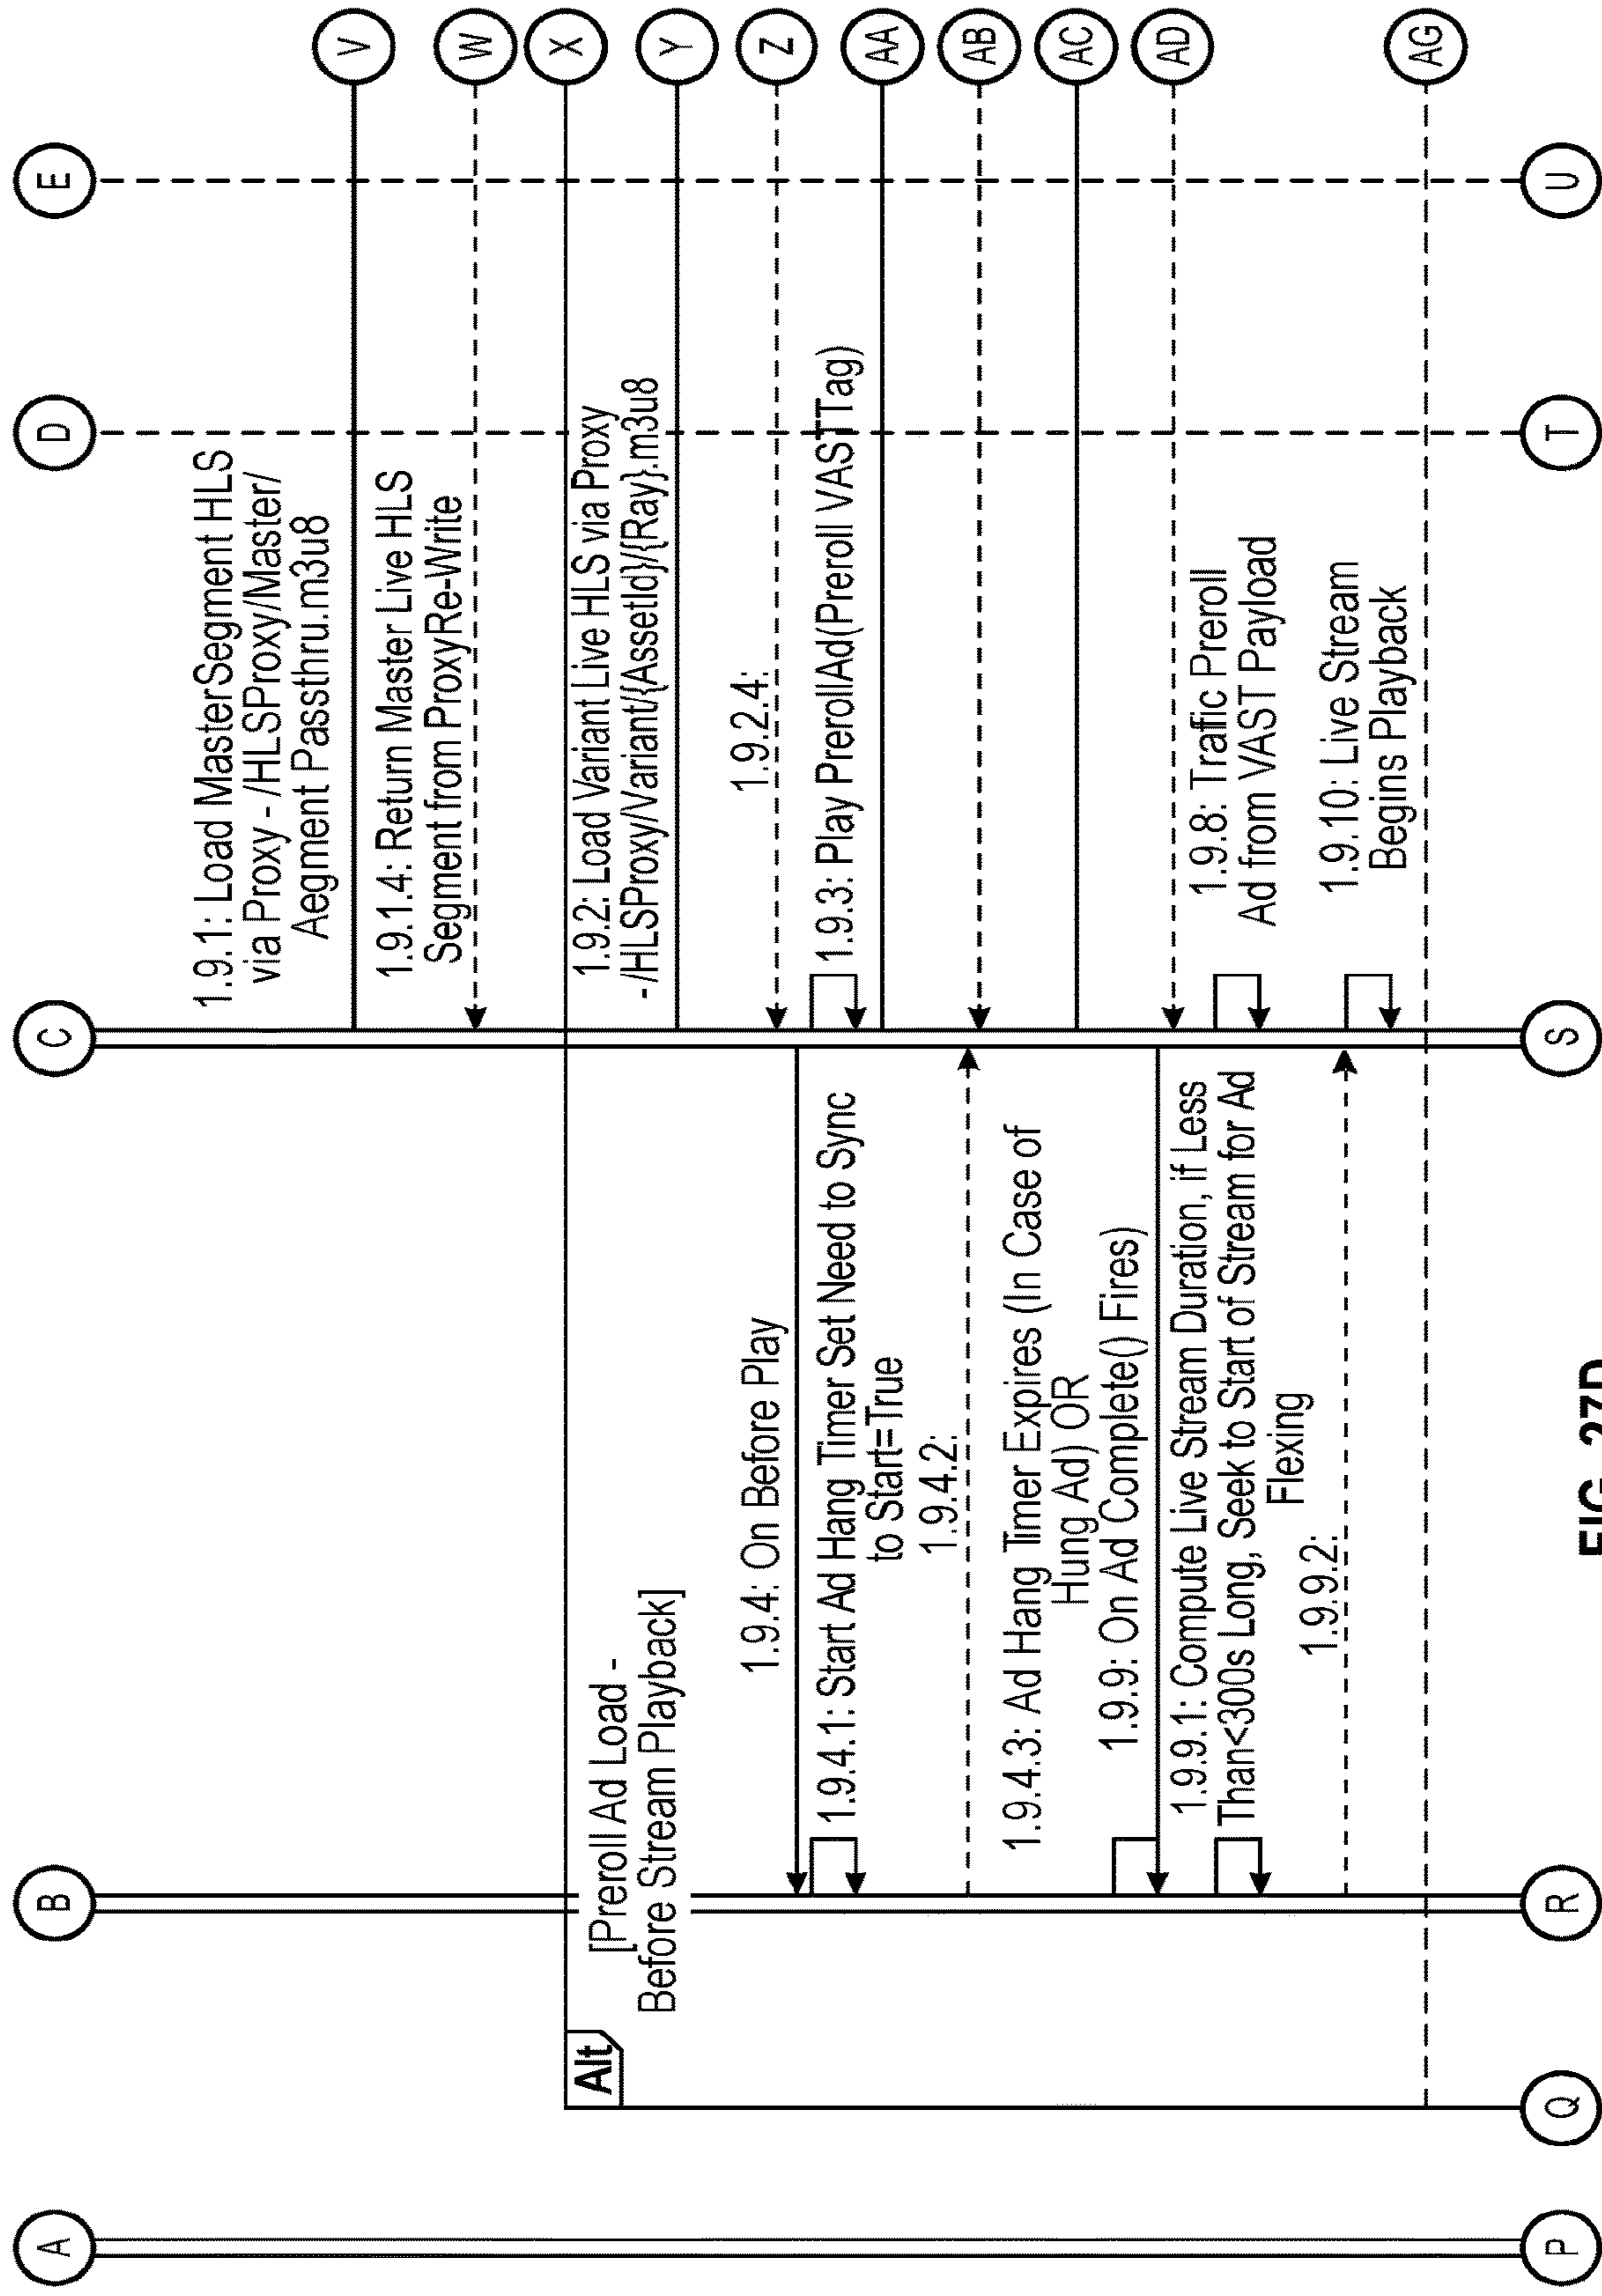 A
B
C
D
E
1.9.1: Load MasterSegment HLS
via Proxy - /HLSProxy/Master/
Aegment Passthru.m3u8
V
1.9.1.4: Return Master Live HLS
Segment from ProxyRe-Write
W
X
Alt
[Preroll Ad Load -
Before Stream Playback]
1.9.2: Load Variant Live HLS via Proxy
- /HLSProxy/Variant/{AssetId}/{Ray}.m3u8
Y
1.9.2.4:
Z
1.9.4: On Before Play
1.9.3: Play PrerollAd(Preroll VASTTag)
AA
1.9.4.1: Start Ad Hang Timer Set Need to Sync
to Start=True
1.9.4.2:
AB
1.9.4.3: Ad Hang Timer Expires (In Case of
Hung Ad) OR
AC
1.9.9: On Ad Complete() Fires)
AD
1.9.9.1: Compute Live Stream Duration, if Less
Than<300s Long, Seek to Start of Stream for Ad
Flexing
1.9.8: Traffic Preroll
Ad from VAST Payload
1.9.9.2:
1.9.10: Live Stream
Begins Playback
AG
P
Q
R
S
T
U
FIG. 27D